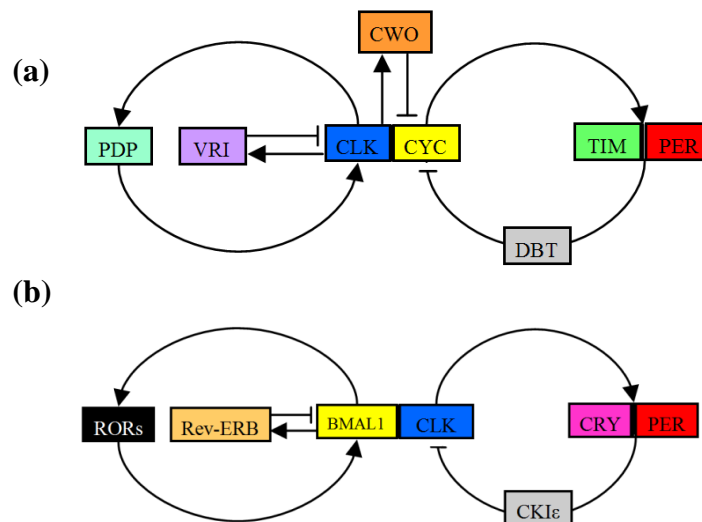 (a)
CWO
PDP
VRI
CLK
CYC
TIM
PER
DBT
(b)
RORs
Rev-ERB
BMAL1
CLK
CRY
PER
CKIε